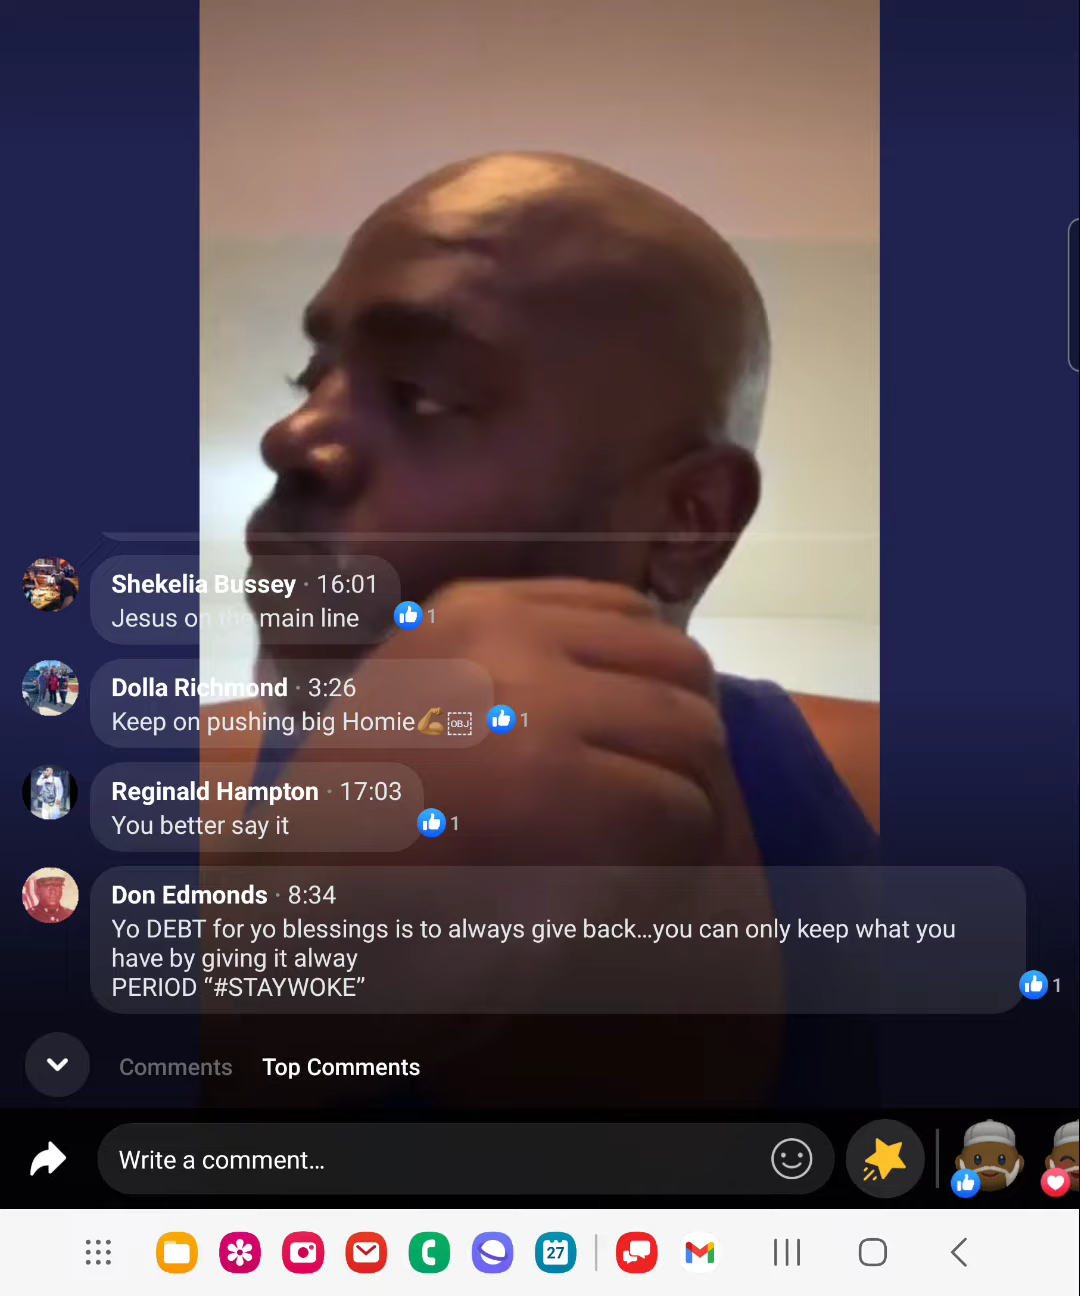 Shekelia Bussey · 16:01
Jesus on the main line
1
Dolla Richmond · 3:26
Keep on pushing big Homie💪🏾￼
1
Reginald Hampton · 17:03
You better say it
1
Don Edmonds · 8:34
Yo DEBT for yo blessings is to always give back...you can only keep what you
have by giving it alway
PERIOD “#STAYWOKE”
1
Comments Top Comments
Write a comment...
27